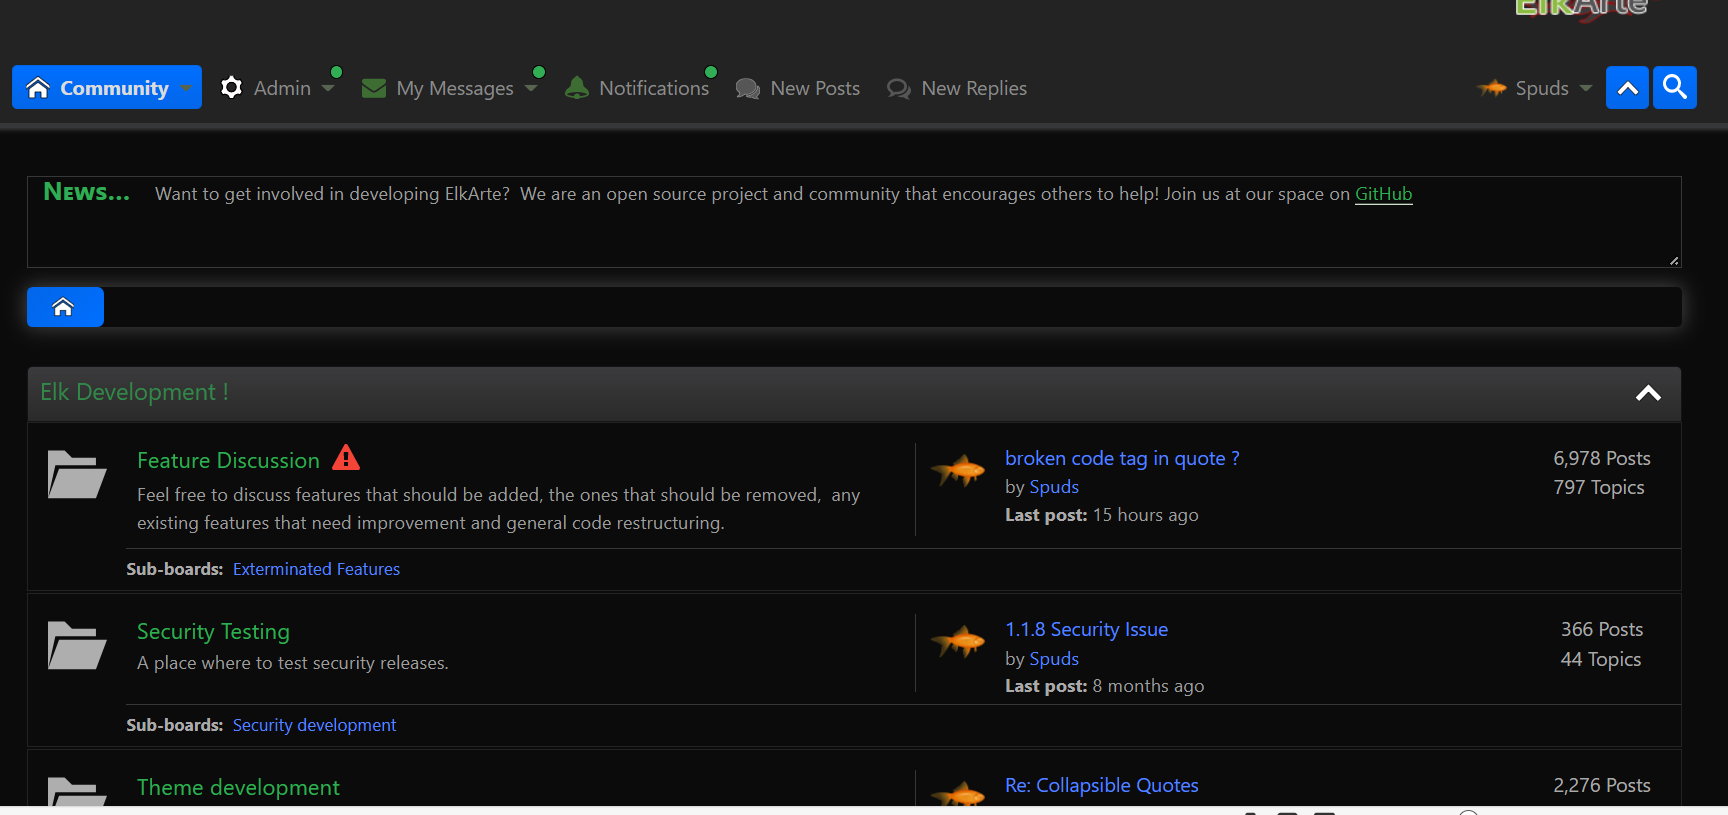 ElkArte
Community Admin My Messages Notifications New Posts New Replies Spuds
News... Want to get involved in developing ElkArte?  We are an open source project and community that encourages others to help! Join us at our space on GitHub
Elk Development !
Feature Discussion
Feel free to discuss features that should be added, the ones that should be removed,  any
existing features that need improvement and general code restructuring.
broken code tag in quote ?
by Spuds
Last post: 15 hours ago
6,978 Posts
797 Topics
Sub-boards: Exterminated Features
Security Testing
A place where to test security releases.
1.1.8 Security Issue
by Spuds
Last post: 8 months ago
366 Posts
44 Topics
Sub-boards: Security development
Theme development
Re: Collapsible Quotes
2,276 Posts